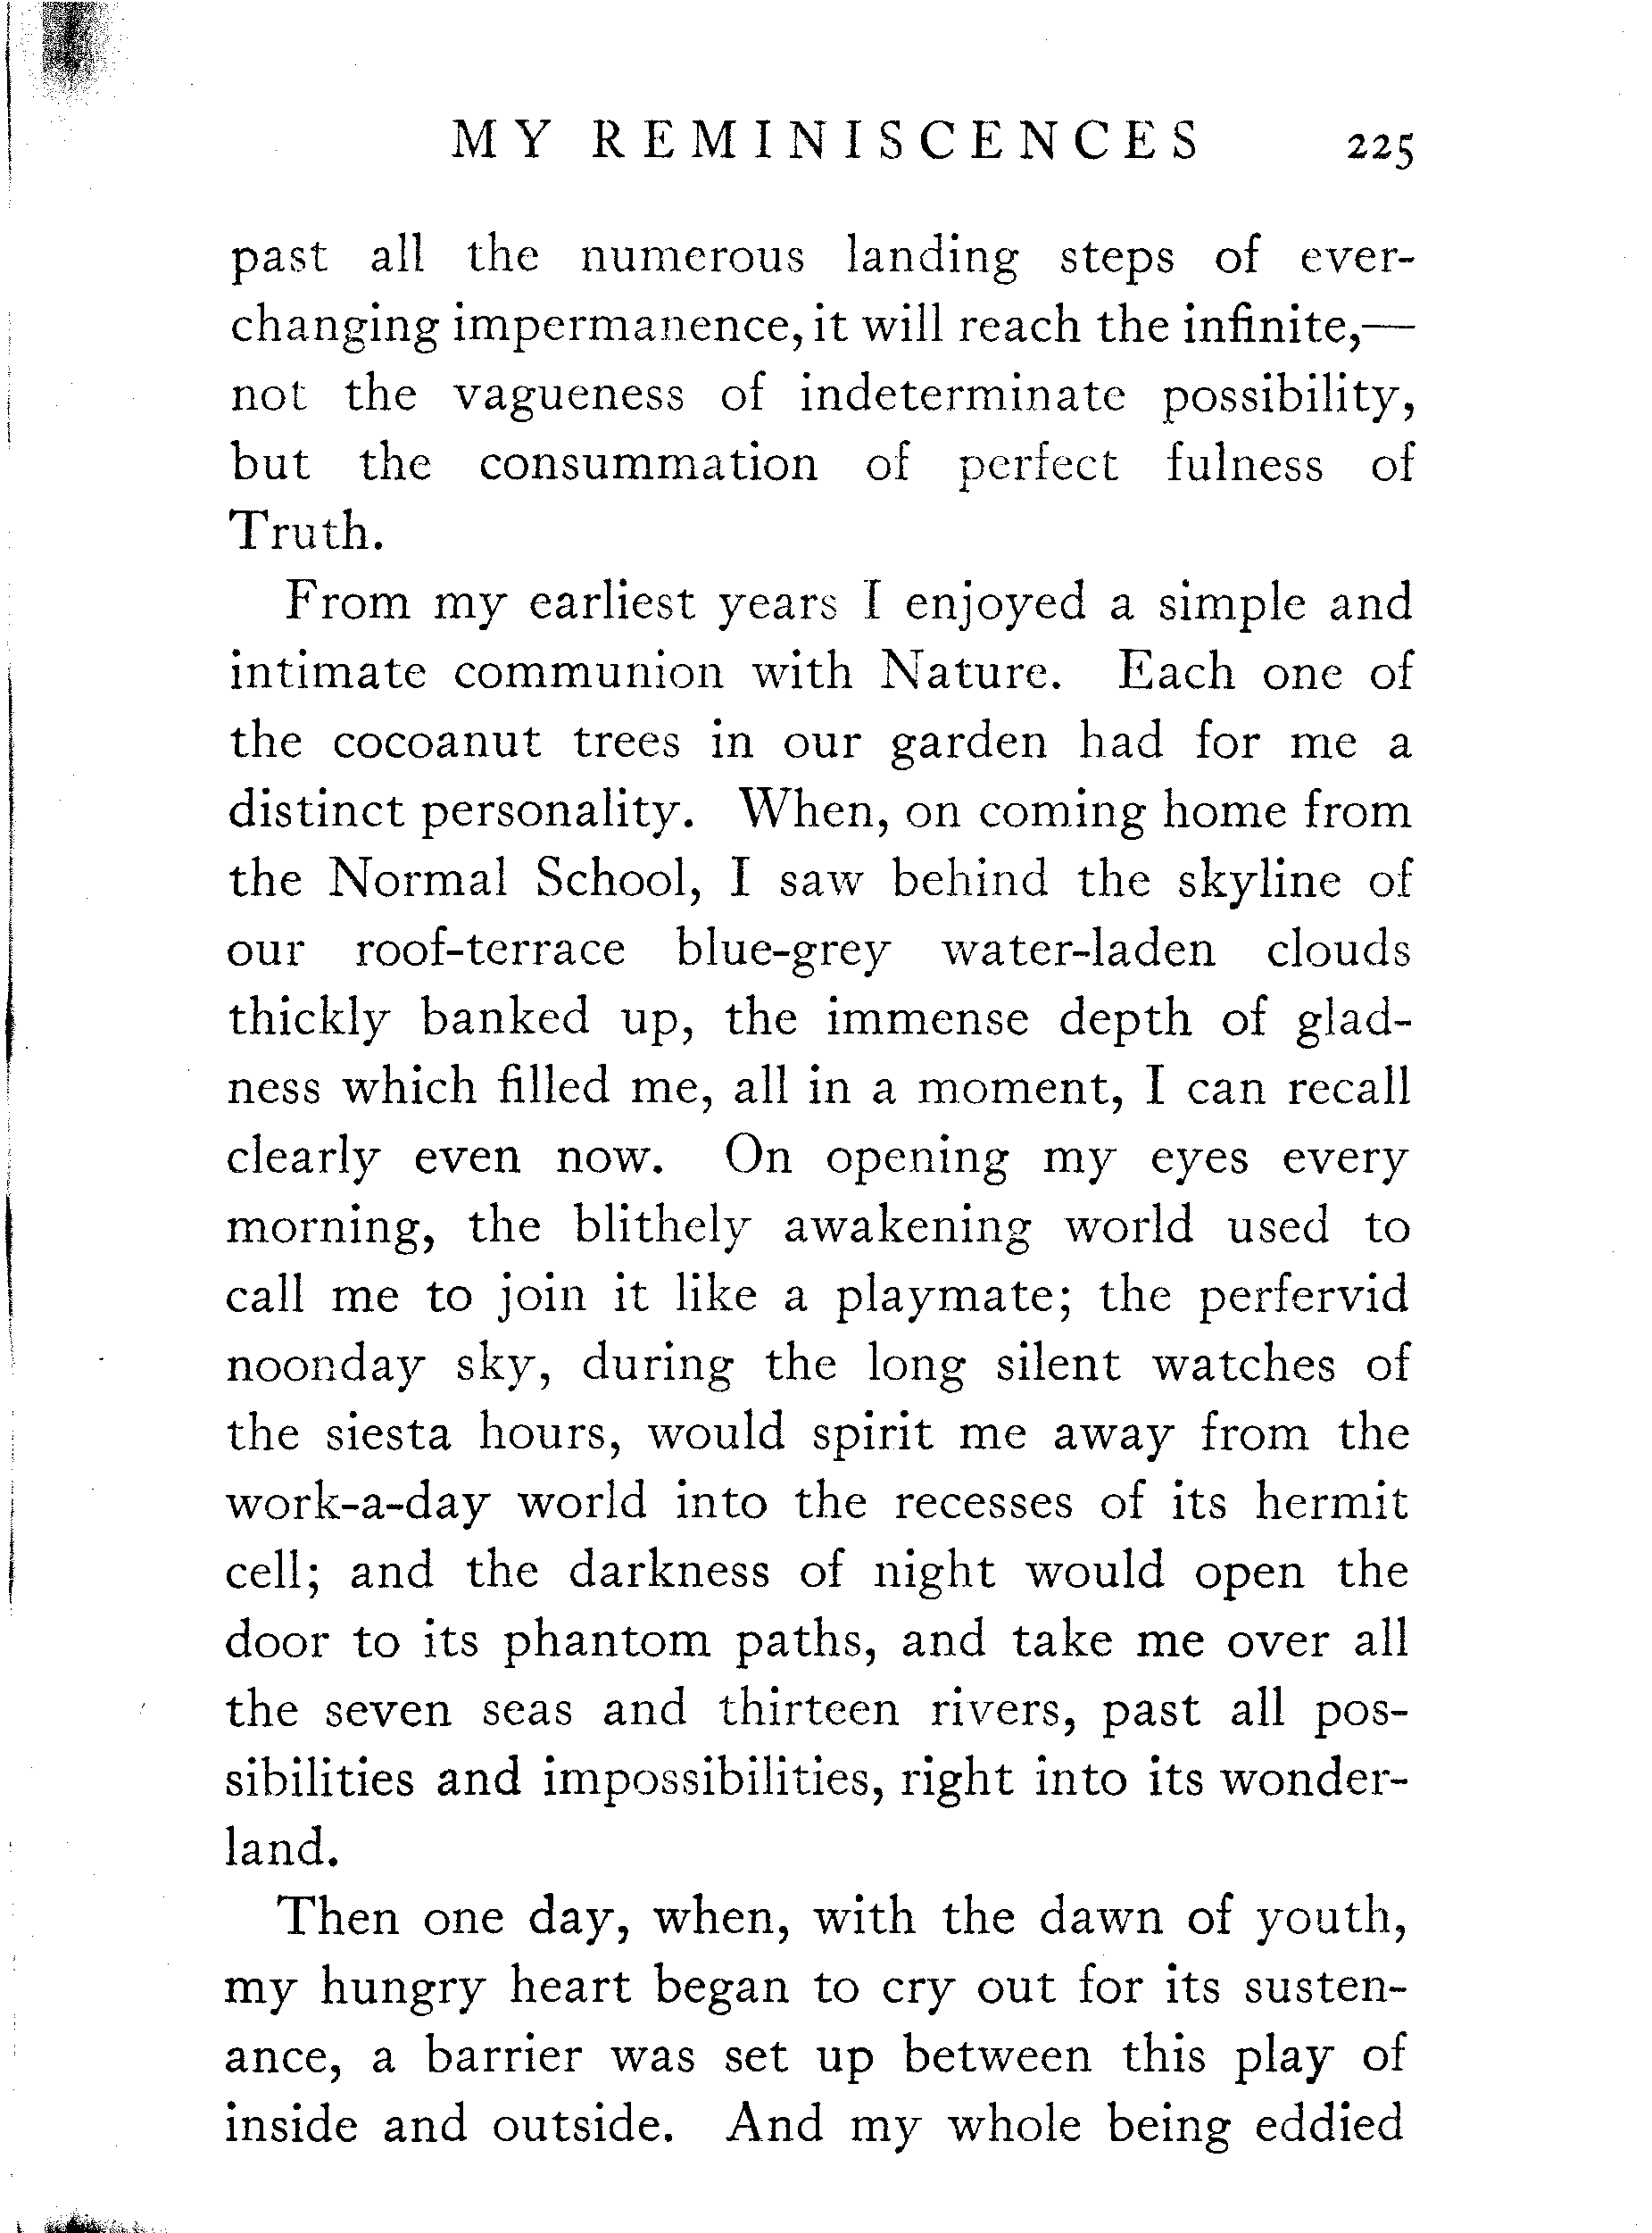 MY REMINISCENCES 225
past all the numerous landing steps of ever-
changing impermanence, it will reach the infinite,—
not the vagueness of indeterminate possibility,
but the consummation of perfect fulness of
Truth.
From my earliest years I enjoyed a simple and
intimate communion with Nature. Each one of
the cocoanut trees in our garden had for me a
distinct personality. When, on coming home from
the Normal School, I saw behind the skyline of
our roof-terrace blue-grey water-laden clouds
thickly banked up, the immense depth of glad-
ness which filled me, all in a moment, I can recall
clearly even now. On opening my eyes every
morning, the blithely awakening world used to
call me to join it like a playmate; the perfervid
noonday sky, during the long silent watches of
the siesta hours, would spirit me away from the
work-a-day world into the recesses of its hermit
cell; and the darkness of night would open the
door to its phantom paths, and take me over all
the seven seas and thirteen rivers, past all pos-
sibilities and impossibilities, right into its wonder-
land.
Then one day, when, with the dawn of youth,
my hungry heart began to cry out for its susten-
ance, a barrier was set up between this play of
inside and outside. And my whole being eddied